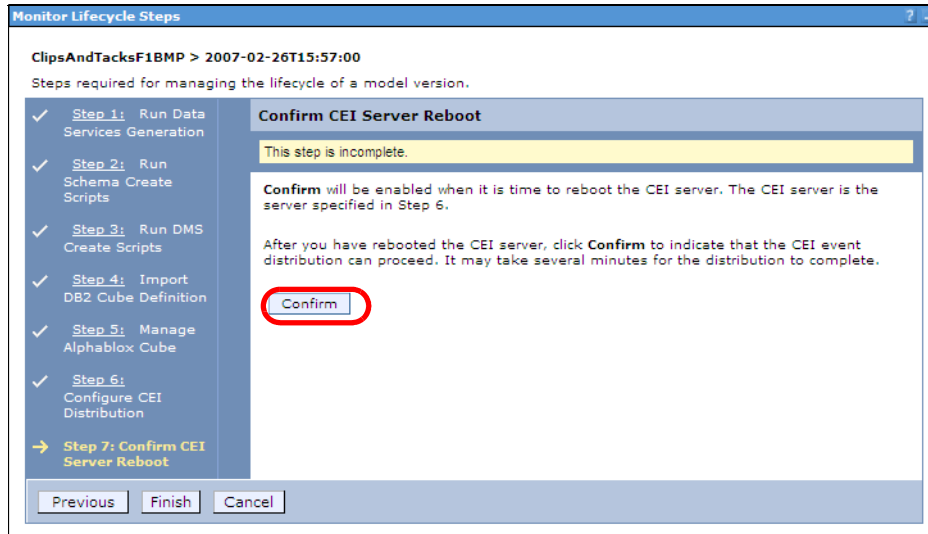 Monitor Lifecycle Steps
?
ClipsAndTacksF1BMP > 2007-02-26T15:57:00
Steps required for managing the lifecycle of a model version.
Step 1: Run Data
Services Generation
Step 2: Run
Schema Create
Scripts
Step 3: Run DMS
Create Scripts
Step 4: Import
DB2 Cube Definition
Step 5: Manage
Alphablox Cube
Step 6:
Configure CEI
Distribution
Step 7: Confirm CEI
Server Reboot
Confirm CEI Server Reboot
This step is incomplete.
Confirm will be enabled when it is time to reboot the CEI server. The CEI server is the
server specified in Step 6.
After you have rebooted the CEI server, click Confirm to indicate that the CEI event
distribution can proceed. It may take several minutes for the distribution to complete.
Confirm
Previous Finish Cancel